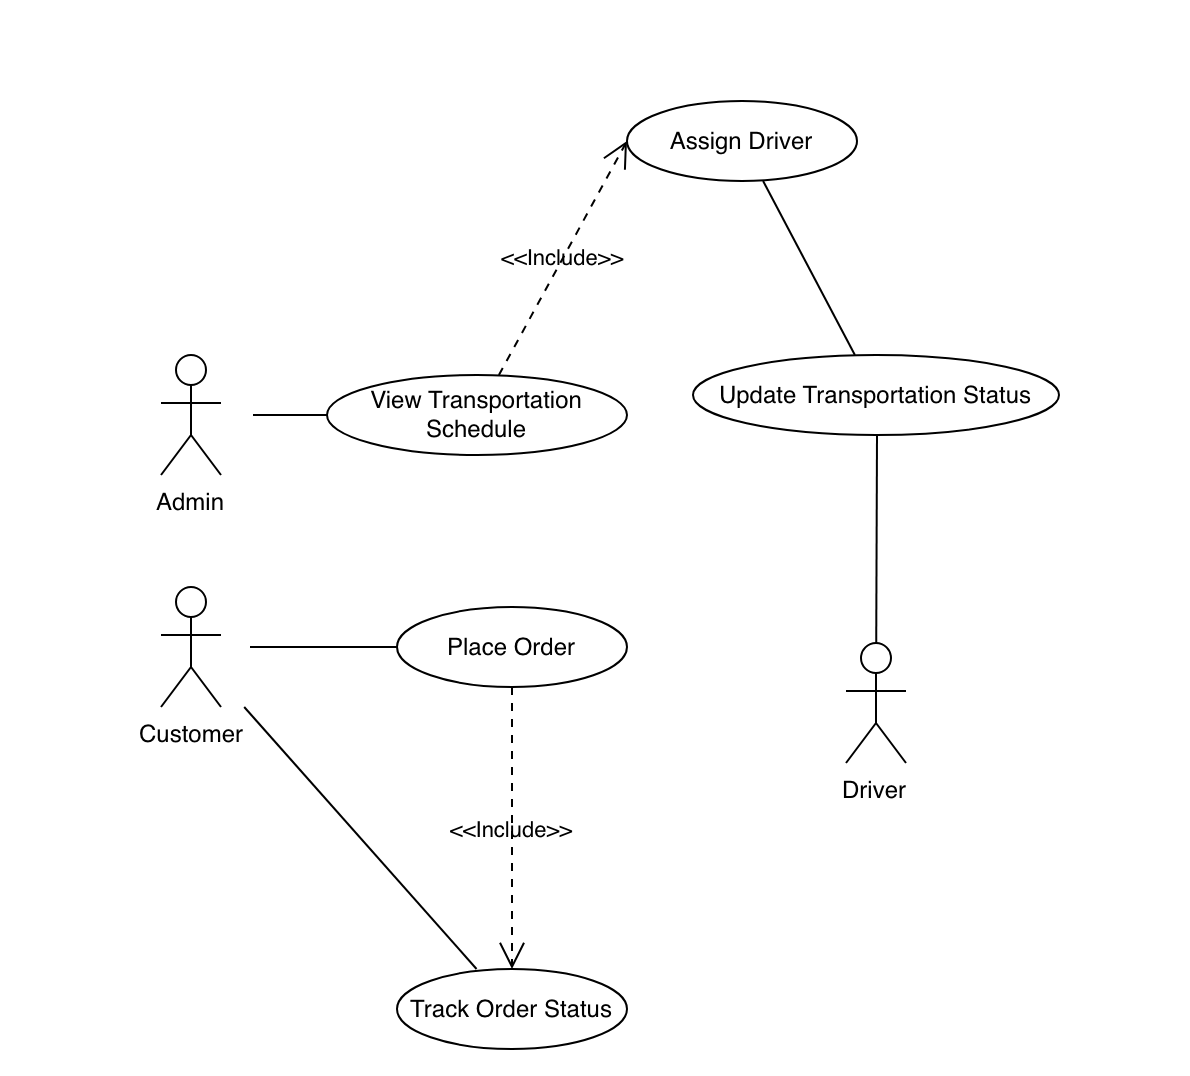 Assign Driver
<<Include>>
View Transportation
Schedule
Update Transportation Status
Admin
Place Order
Customer
Driver
<<Include>>
Track Order Status